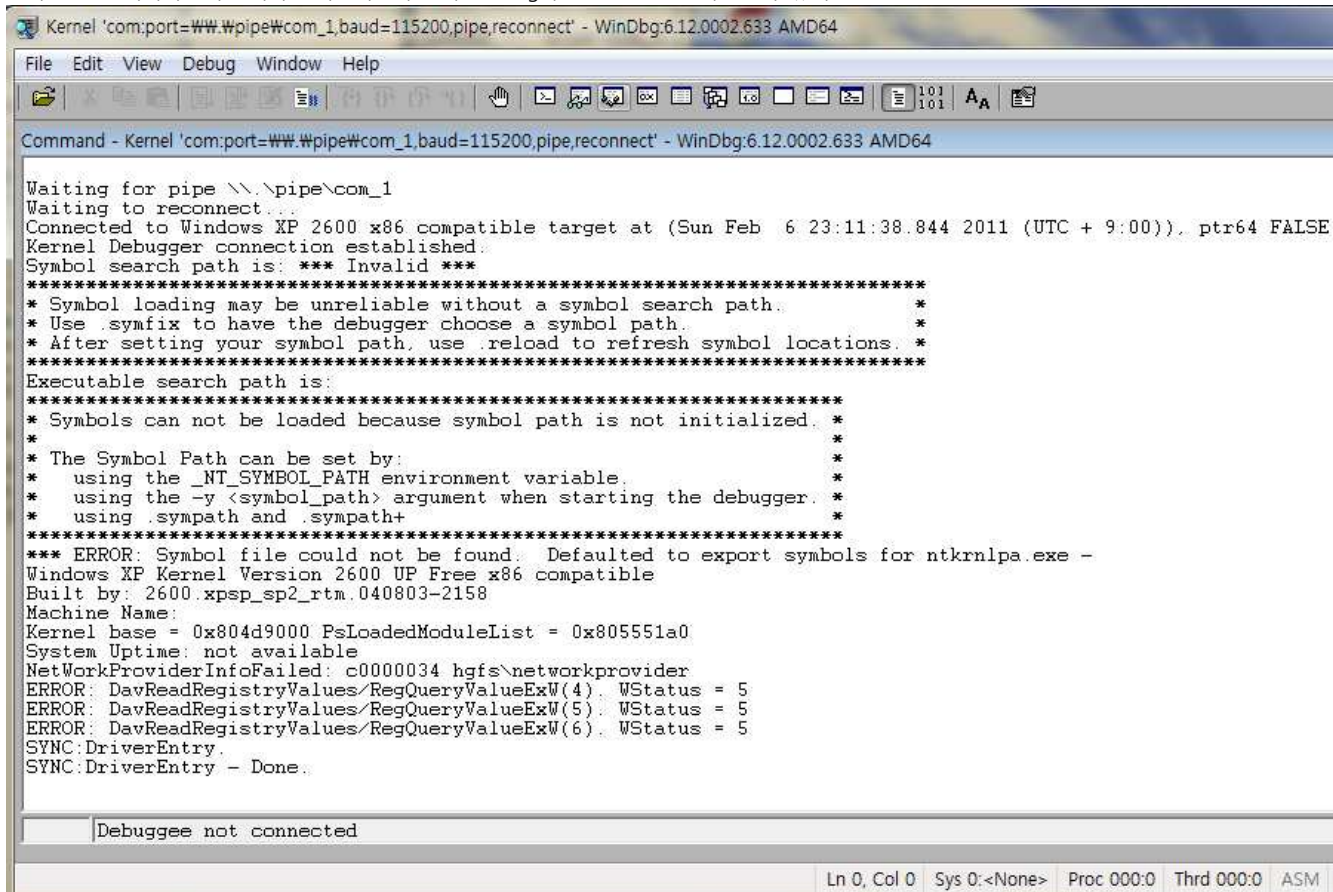 Kernel 'com:port=₩₩.₩pipe₩com_1,baud=115200,pipe,reconnect' - WinDbg:6.12.0002.633 AMD64
File Edit View Debug Window Help
Command - Kernel 'com:port=₩₩.₩pipe₩com_1,baud=115200,pipe,reconnect' - WinDbg:6.12.0002.633 AMD64
Waiting for pipe \\.\pipe\com_1
Waiting to reconnect...
Connected to Windows XP 2600 x86 compatible target at (Sun Feb  6 23:11:38.844 2011 (UTC + 9:00)), ptr64 FALSE
Kernel Debugger connection established.
Symbol search path is: *** Invalid ***
****************************************************************************
* Symbol loading may be unreliable without a symbol search path.           *
* Use .symfix to have the debugger choose a symbol path.                   *
* After setting your symbol path, use .reload to refresh symbol locations. *
****************************************************************************
Executable search path is:
*********************************************************************
* Symbols can not be loaded because symbol path is not initialized. *
*                                                                   *
* The Symbol Path can be set by:                                    *
*   using the _NT_SYMBOL_PATH environment variable.                 *
*   using the -y <symbol_path> argument when starting the debugger. *
*   using .sympath and .sympath+                                    *
*********************************************************************
*** ERROR: Symbol file could not be found.  Defaulted to export symbols for ntkrnlpa.exe -
Windows XP Kernel Version 2600 UP Free x86 compatible
Built by: 2600.xpsp_sp2_rtm.040803-2158
Machine Name:
Kernel base = 0x804d9000 PsLoadedModuleList = 0x805551a0
System Uptime: not available
NetWorkProviderInfoFailed: c0000034 hgfs\networkprovider
ERROR: DavReadRegistryValues/RegQueryValueExW(4). WStatus = 5
ERROR: DavReadRegistryValues/RegQueryValueExW(5). WStatus = 5
ERROR: DavReadRegistryValues/RegQueryValueExW(6). WStatus = 5
SYNC:DriverEntry.
SYNC:DriverEntry - Done.
Debuggee not connected
Ln 0, Col 0 Sys 0:<None> Proc 000:0 Thrd 000:0 ASM